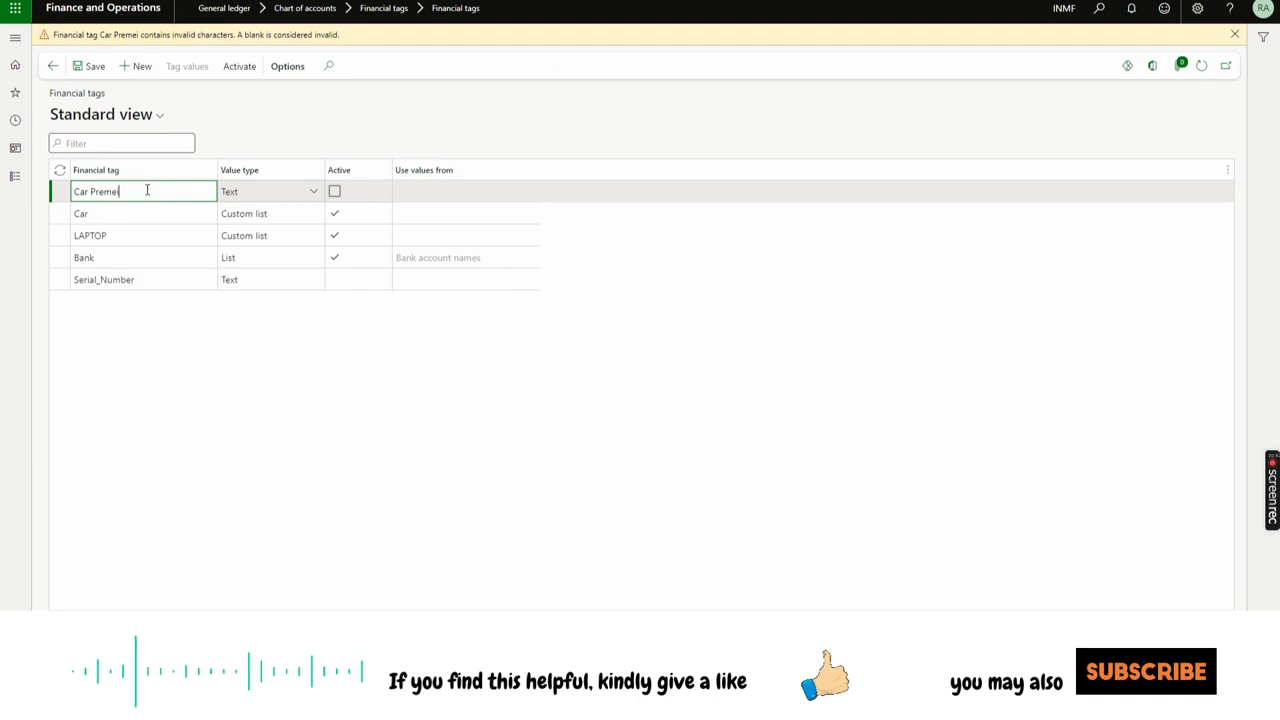 Finance and Operations
General ledger > Chart of accounts > Financial tags > Financial tags
INMF
?
RA
Financial tag Car Premei contains invalid characters. A blank is considered invalid.
Save
+ New
Tag values
Activate
Options
0
Financial tags
Standard view
Filter
Financial tag Value type Active Use values from
Car Premei Text
Car Custom list
LAPTOP Custom list
Bank List Bank account names
Serial_Number Text
screenrec
If you find this helpful, kindly give a like
you may also
SUBSCRIBE